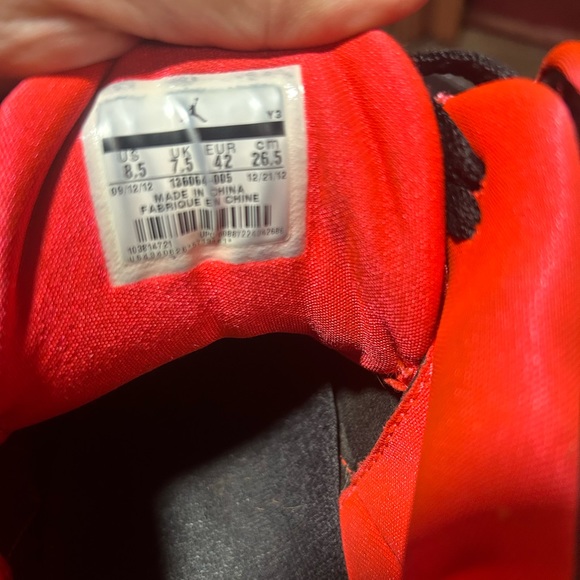 Y3
US UK EUR cm
8.5 7.5 42 26.5
09/12/12 136064-005 12/21/12
MADE IN CHINA
FABRIQUE EN CHINE